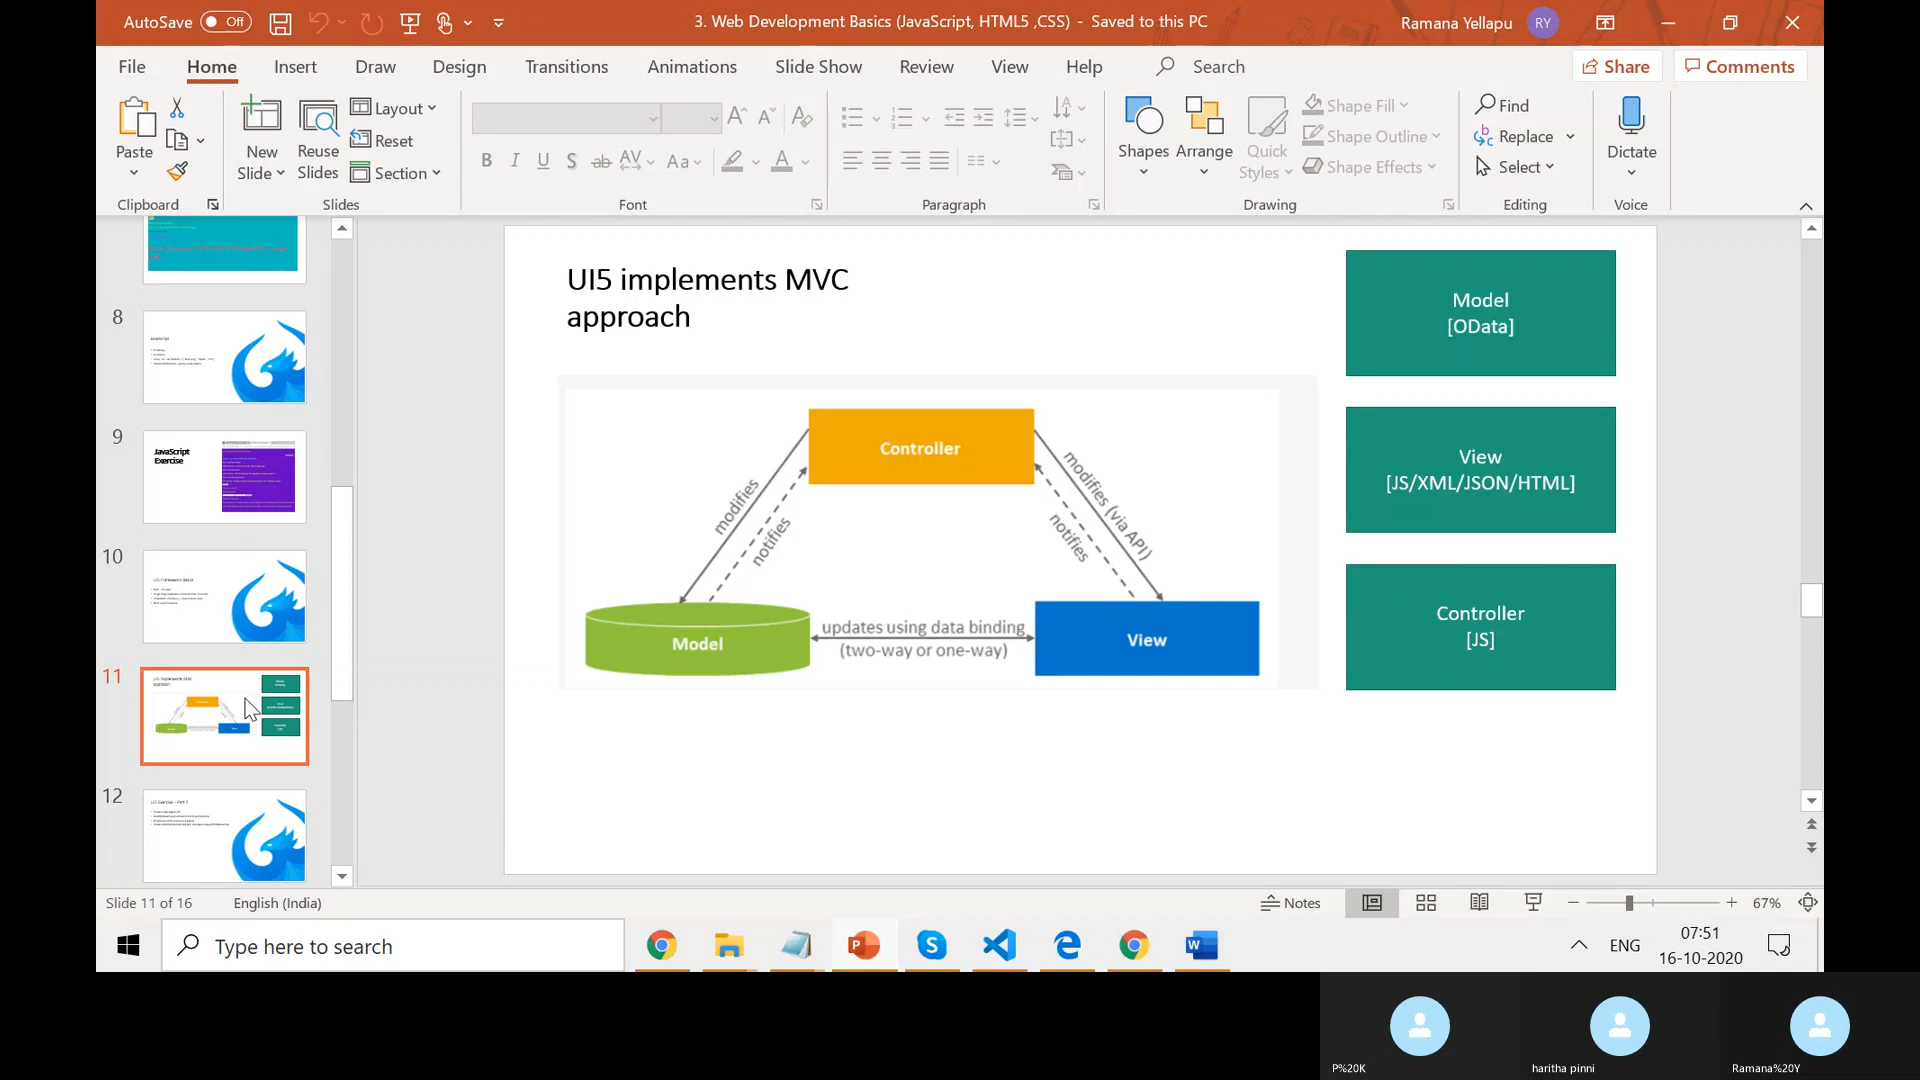 AutoSave Off
3. Web Development Basics (JavaScript, HTML5 ,CSS) - Saved to this PC
Ramana Yellapu RY
File Home Insert Draw Design Transitions Animations Slide Show Review View Help Search Share Comments
Paste
Clipboard
New Slide
Reuse Slides
Layout
Reset
Section
Slides
B I U S ab AV Aa A
Font
Paragraph
Shapes
Arrange
Quick Styles
Shape Fill
Shape Outline
Shape Effects
Drawing
Find
Replace
Select
Editing
Dictate
Voice
8
9
JavaScript
Exercise
10
11
12
UI5 implements MVC
approach
Controller
modifies
notifies
modifies (via API)
notifies
Model
updates using data binding
(two-way or one-way)
View
Model
[OData]
View
[JS/XML/JSON/HTML]
Controller
[JS]
Slide 11 of 16 English (India) Notes 67%
Type here to search
ENG
07:51
16-10-2020
P%20K
haritha pinni
Ramana%20Y